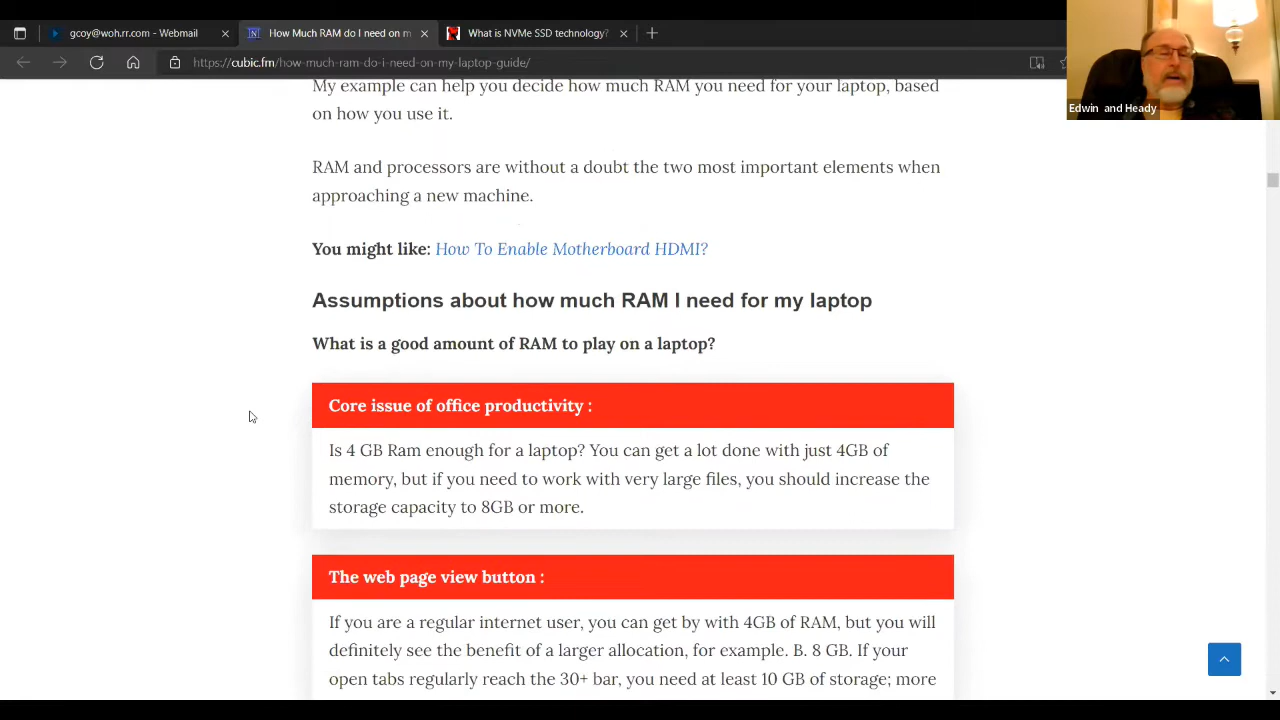 gcoy@woh.rr.com - Webmail
How Much RAM do I need on m
What is NVMe SSD technology?
https://cubic.fm/how-much-ram-do-i-need-on-my-laptop-guide/
Edwin and Heady
My example can help you decide how much RAM you need for your laptop, based
on how you use it.
RAM and processors are without a doubt the two most important elements when
approaching a new machine.
You might like: How To Enable Motherboard HDMI?
Assumptions about how much RAM I need for my laptop
What is a good amount of RAM to play on a laptop?
Core issue of office productivity :
Is 4 GB Ram enough for a laptop? You can get a lot done with just 4GB of
memory, but if you need to work with very large files, you should increase the
storage capacity to 8GB or more.
The web page view button :
If you are a regular internet user, you can get by with 4GB of RAM, but you will
definitely see the benefit of a larger allocation, for example. B. 8 GB. If your
open tabs regularly reach the 30+ bar, you need at least 10 GB of storage; more